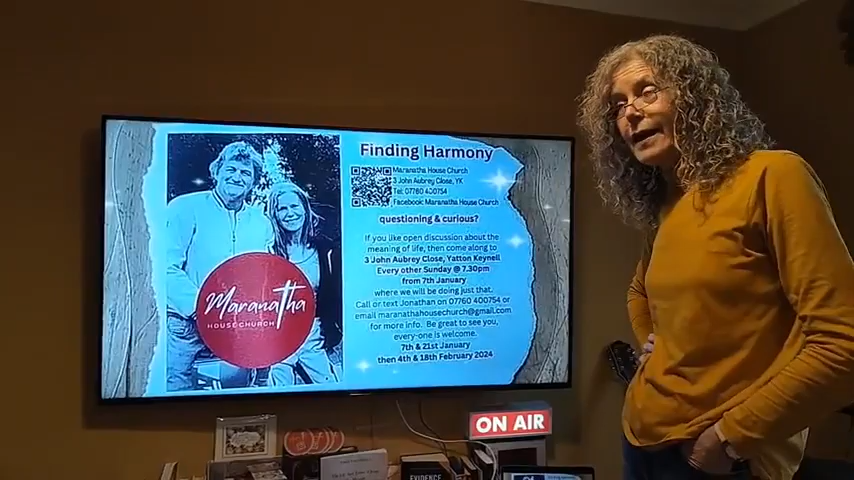 Finding Harmony
Maranatha House Church
3 John Aubrey Close, YK
Tel: 07760 400754
Facebook: Maranatha House Church
questioning & curious?
If you like open discussion about the
meaning of life, then come along to
3 John Aubrey Close, Yatton Keynell
Every other Sunday @ 7.30pm
from 7th January
where we will be doing just that.
Call or text Jonathan on 07760 400754 or
email maranathahousechurch@gmail.com
for more info. Be great to see you,
every-one is welcome.
7th & 21st January
then 4th & 18th February 2024
MaranaTha
HOUSE CHURCH
ON AIR
EVIDENCE